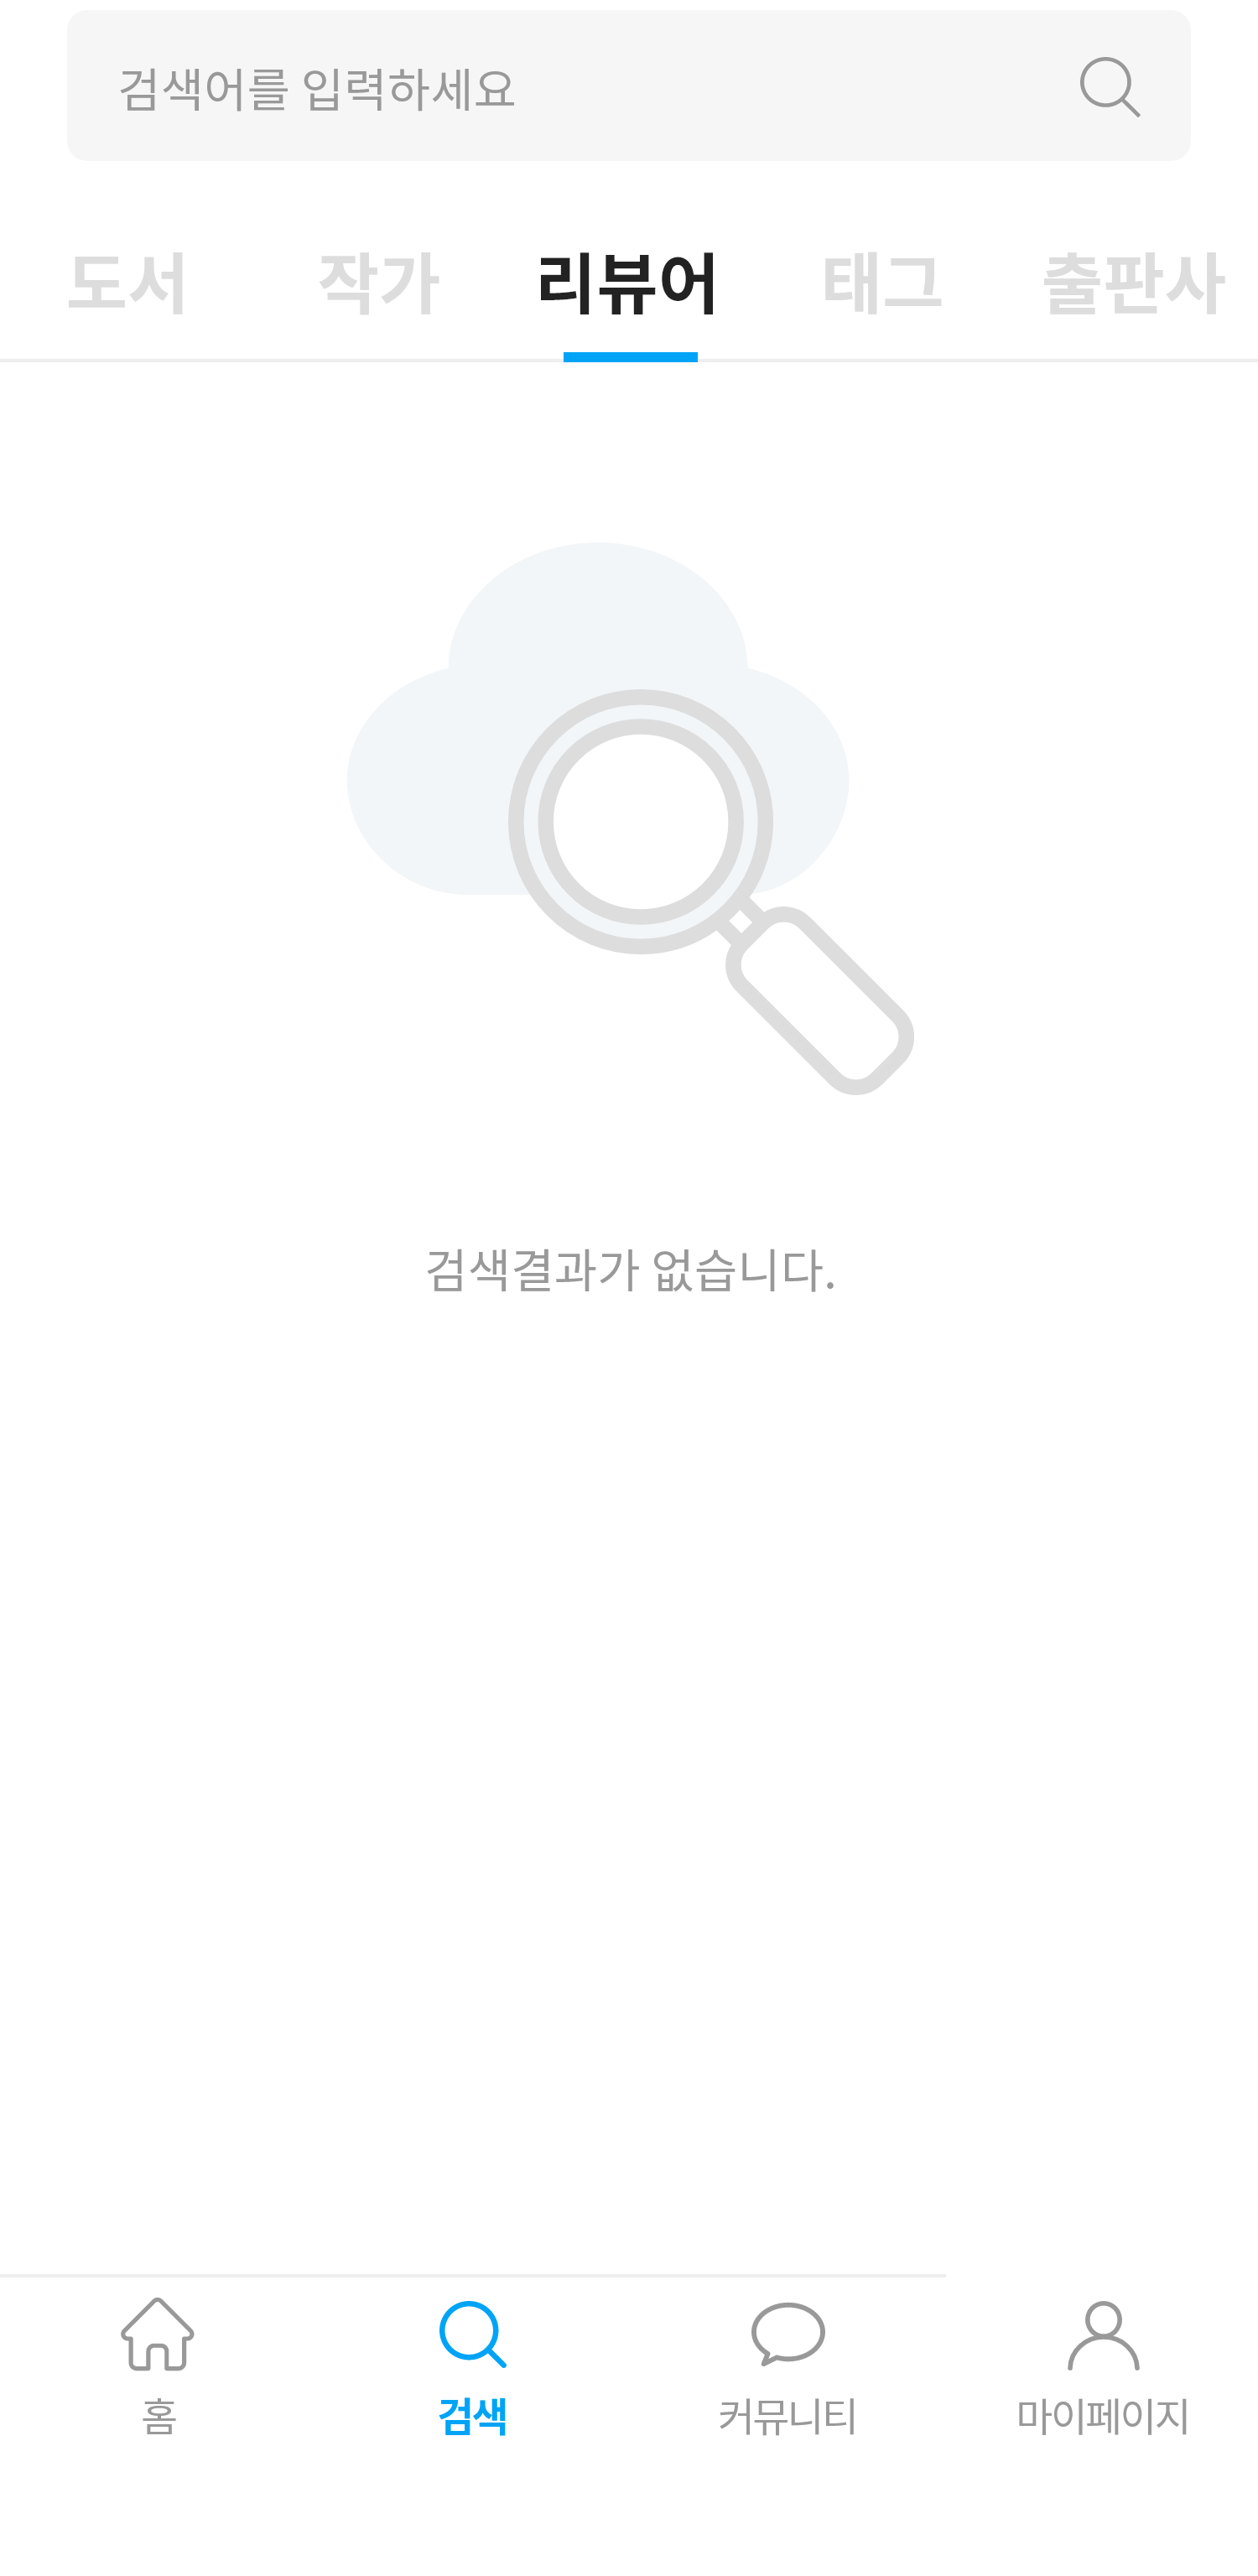 검색어를 입력하세요
도서 작가 리뷰어 태그 출판사
검색결과가 없습니다.
홈 검색 커뮤니티 마이페이지